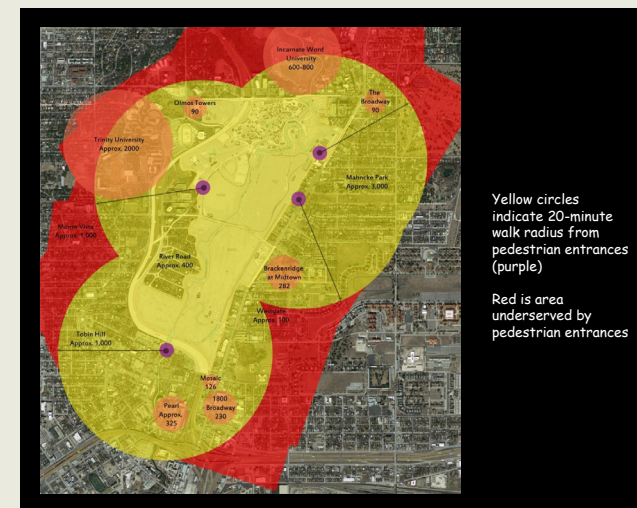 Incarnate Word
University
600-800
The
Broadway
90
Olmos Towers
90
Trinity University
Approx. 2000
Mahncke Park
Approx. 3,000
Monte Vista
Approx. 1,000
River Road
Approx. 400
Brackenridge
at Midtown
282
Westgate
Approx. 100
Tobin Hill
Approx. 1,000
Mosaic
126
Pearl
Approx.
325
1800
Broadway
230
Yellow circles
indicate 20-minute
walk radius from
pedestrian entrances
(purple)
Red is area
underserved by
pedestrian entrances